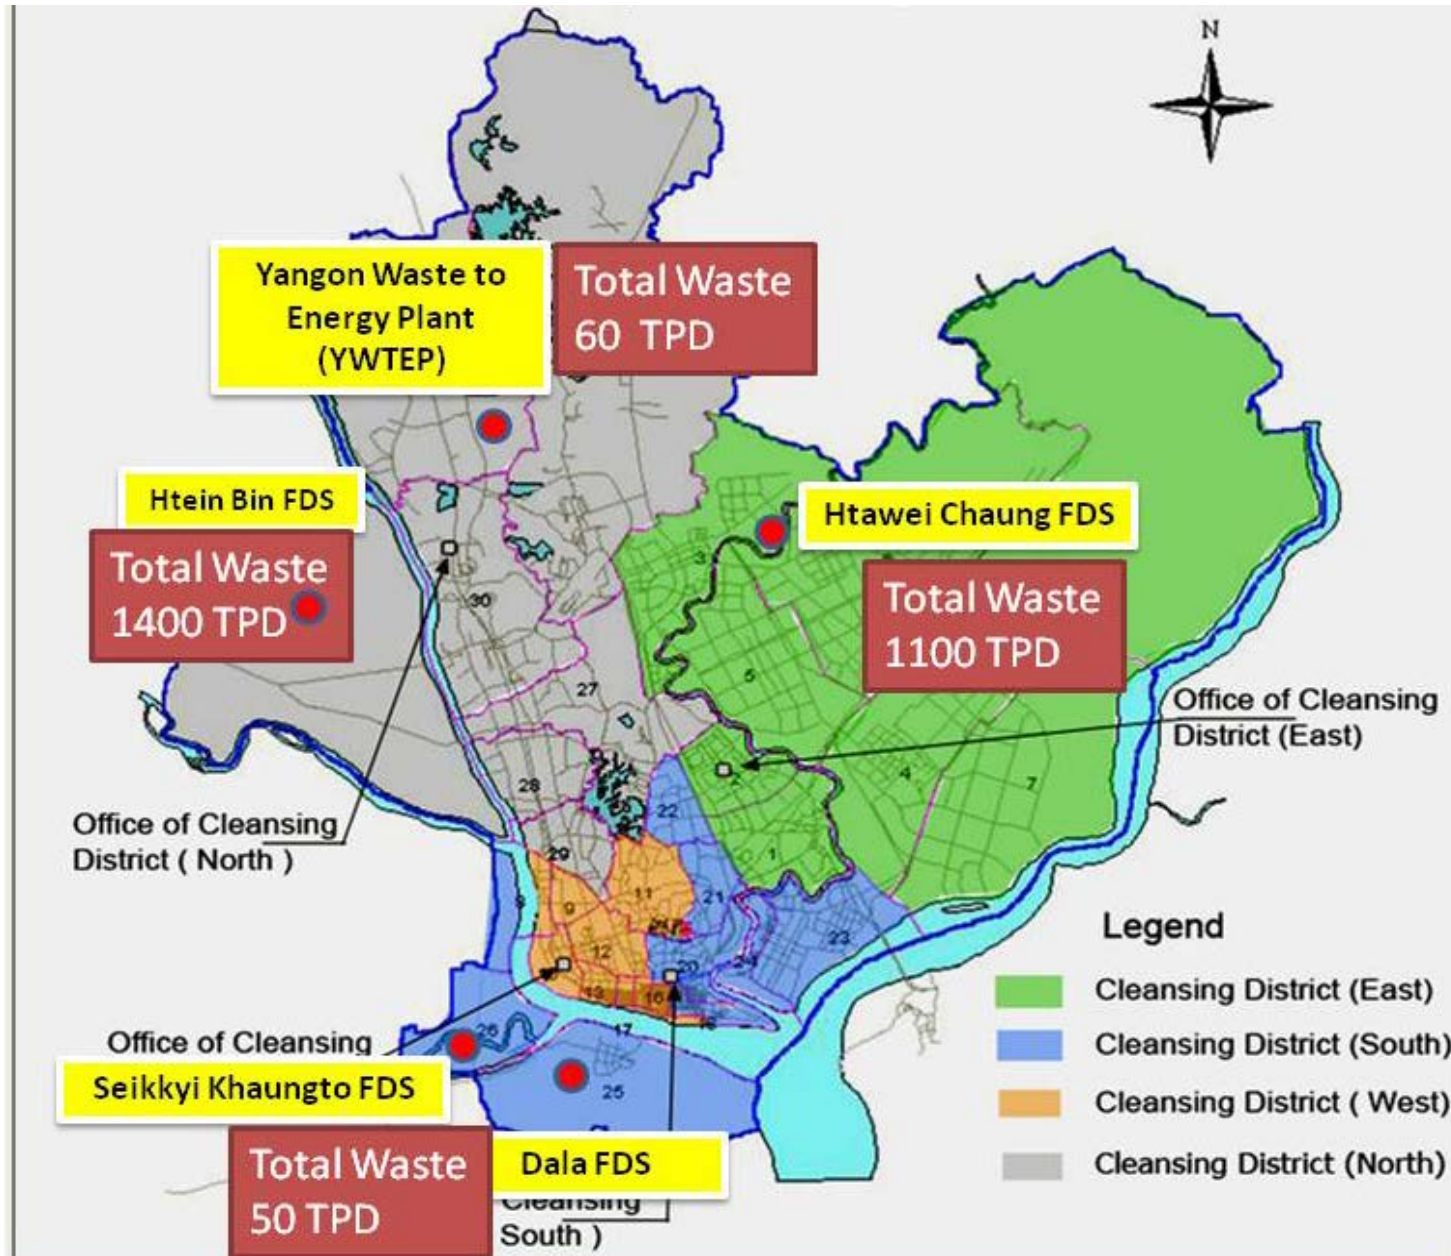 N
Yangon Waste to
Energy Plant
(YWTEP)
Total Waste
60 TPD
Htein Bin FDS
Total Waste
1400 TPD
Htawei Chaung FDS
Total Waste
1100 TPD
3
30
5
27
Office of Cleansing
District (East)
2
4
7
28
22
Office of Cleansing
District ( North )
29
1
11
21
8
9
23
12
20
24
13
16
17
Office of Cleansing
26
Seikkyi Khaungto FDS
25
Total Waste
50 TPD
Dala FDS
Cleansing
South )
Legend
Cleansing District (East)
Cleansing District (South)
Cleansing District ( West)
Cleansing District (North)